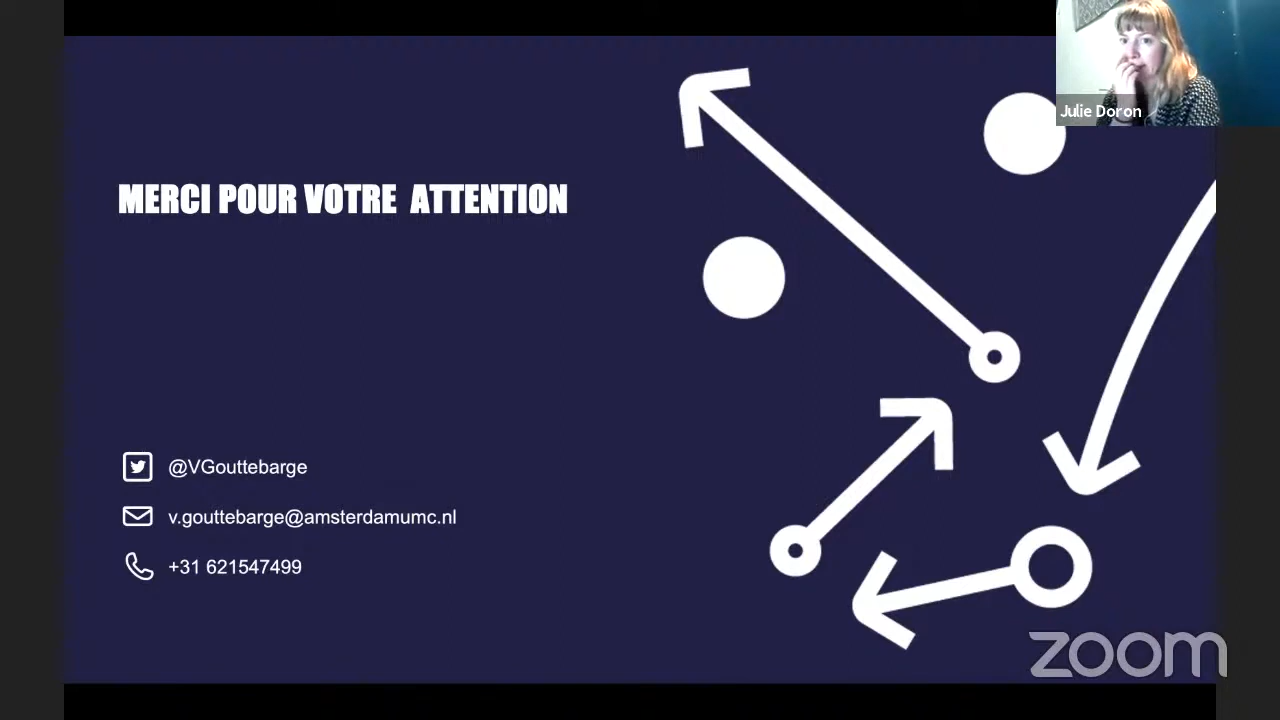 Julie Doron
MERCI POUR VOTRE ATTENTION
@VGouttebarge
v.gouttebarge@amsterdamumc.nl
+31 621547499
zoom